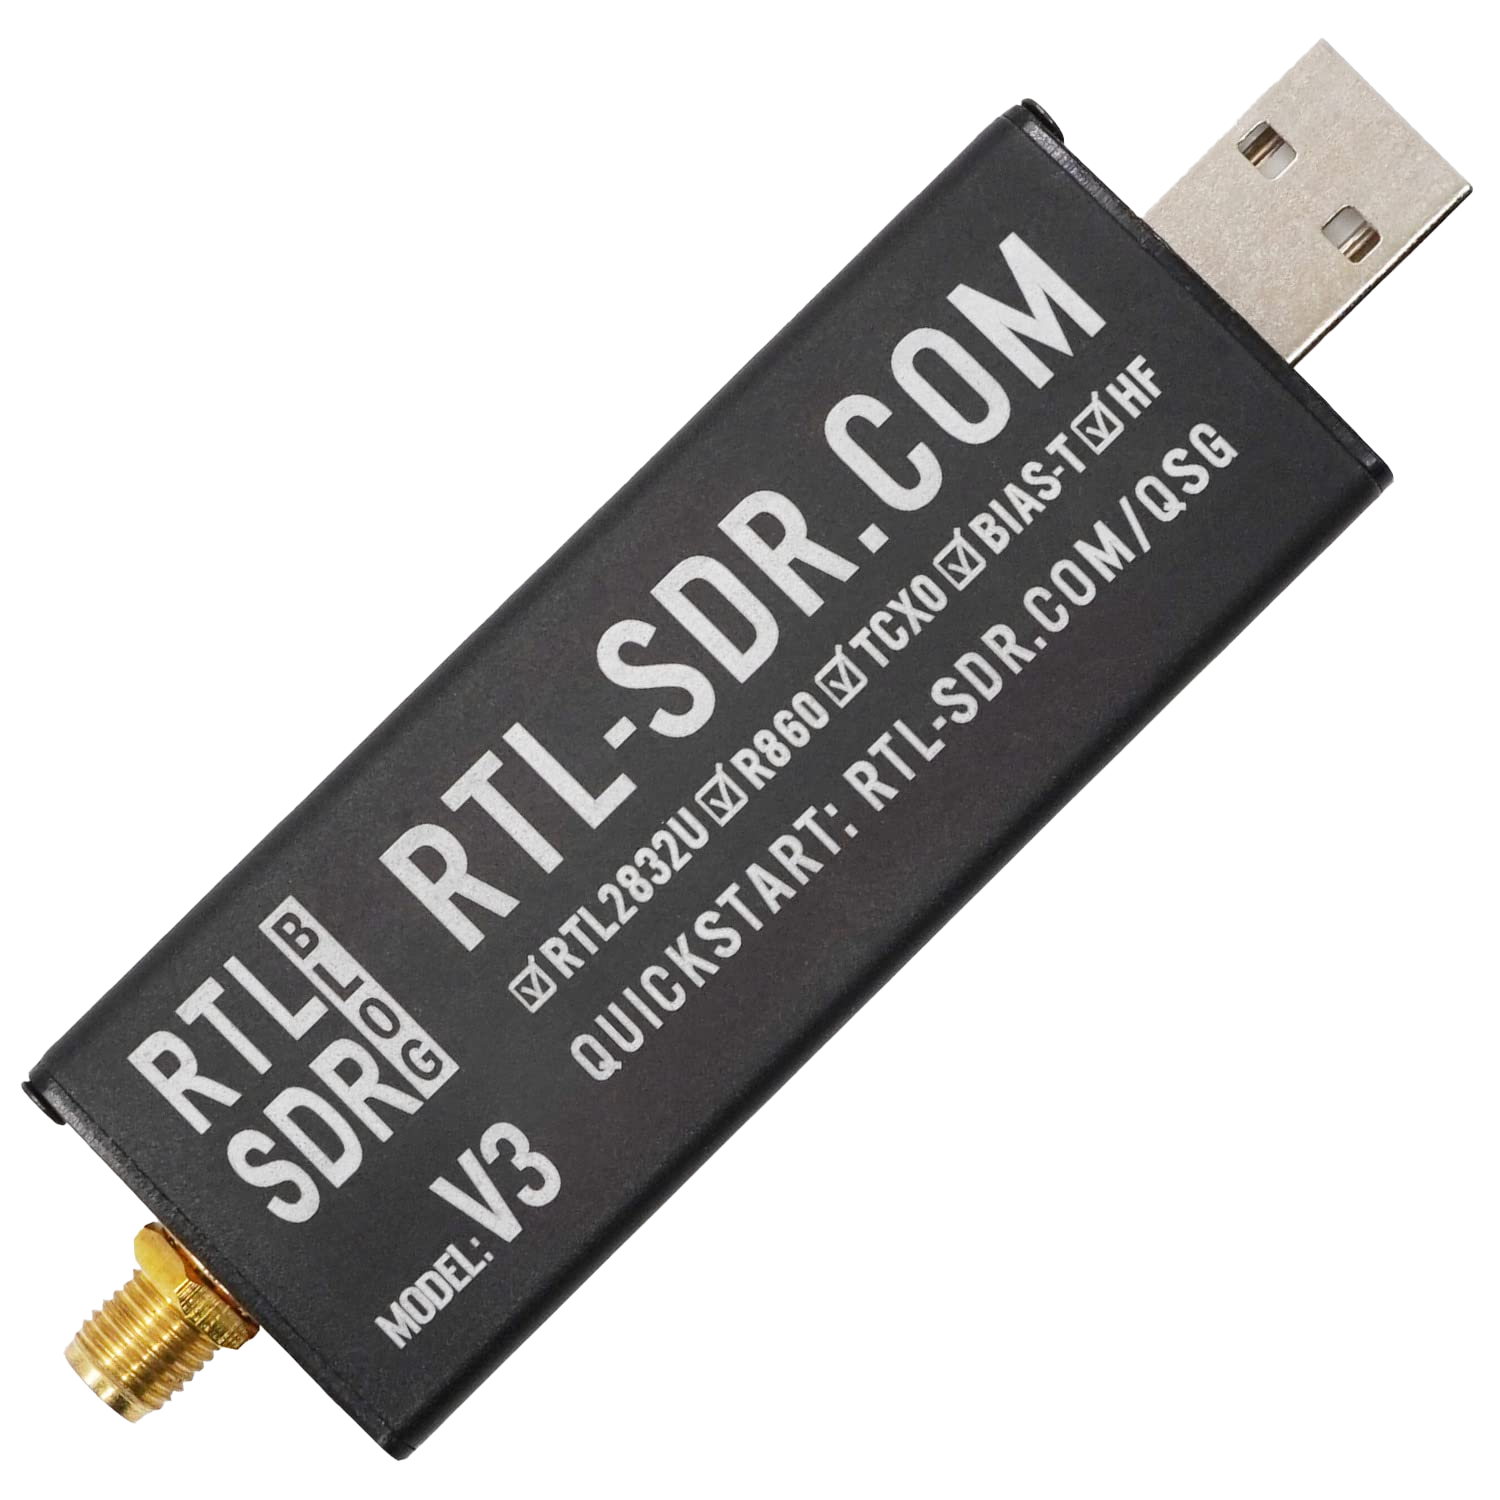 RTL-SDR.COM
☑RTL2832U☑R860☑TCXO☑BIAS-T☑HF
QUICKSTART: RTL-SDR.COM/QSG
RTL
SDR
BLOG
MODEL: V3